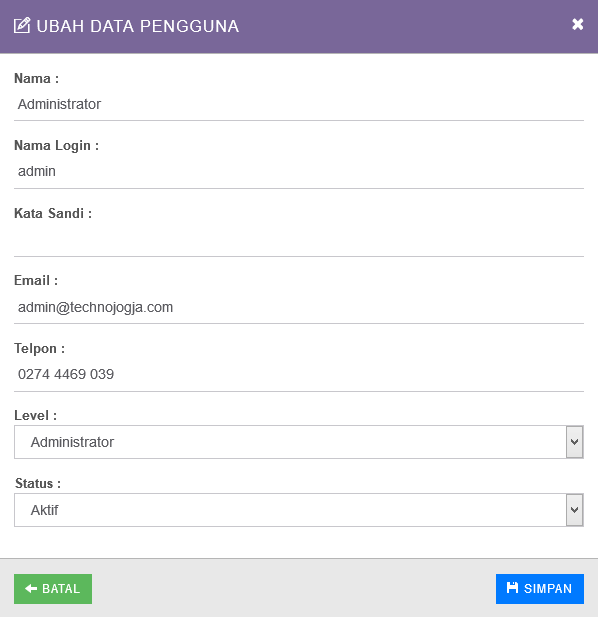 UBAH DATA PENGGUNA
Nama :
Administrator
Nama Login :
admin
Kata Sandi :
Email :
admin@technojogja.com
Telpon :
0274 4469 039
Level :
Administrator
Status :
Aktif
BATAL
SIMPAN